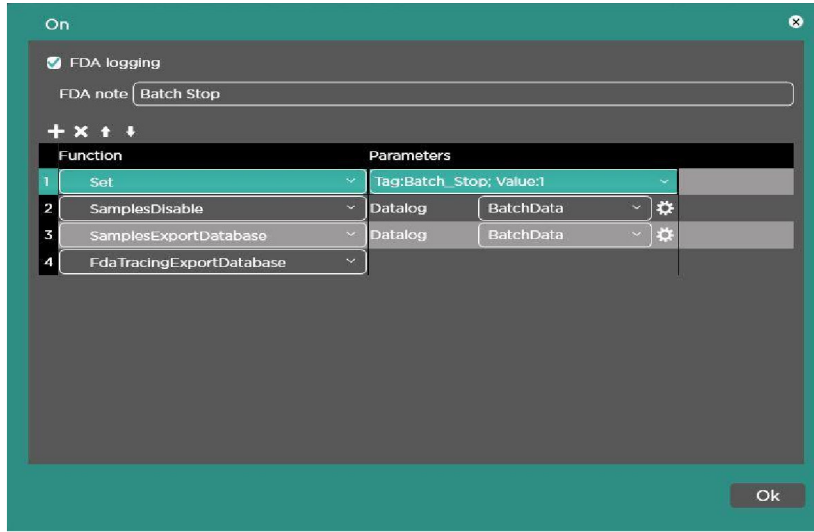 On
FDA logging
FDA note Batch Stop
Function Parameters
1 Set Tag:Batch_Stop; Value:1
2 SamplesDisable Datalog BatchData
3 SamplesExportDatabase Datalog BatchData
4 FdaTracingExportDatabase
Ok